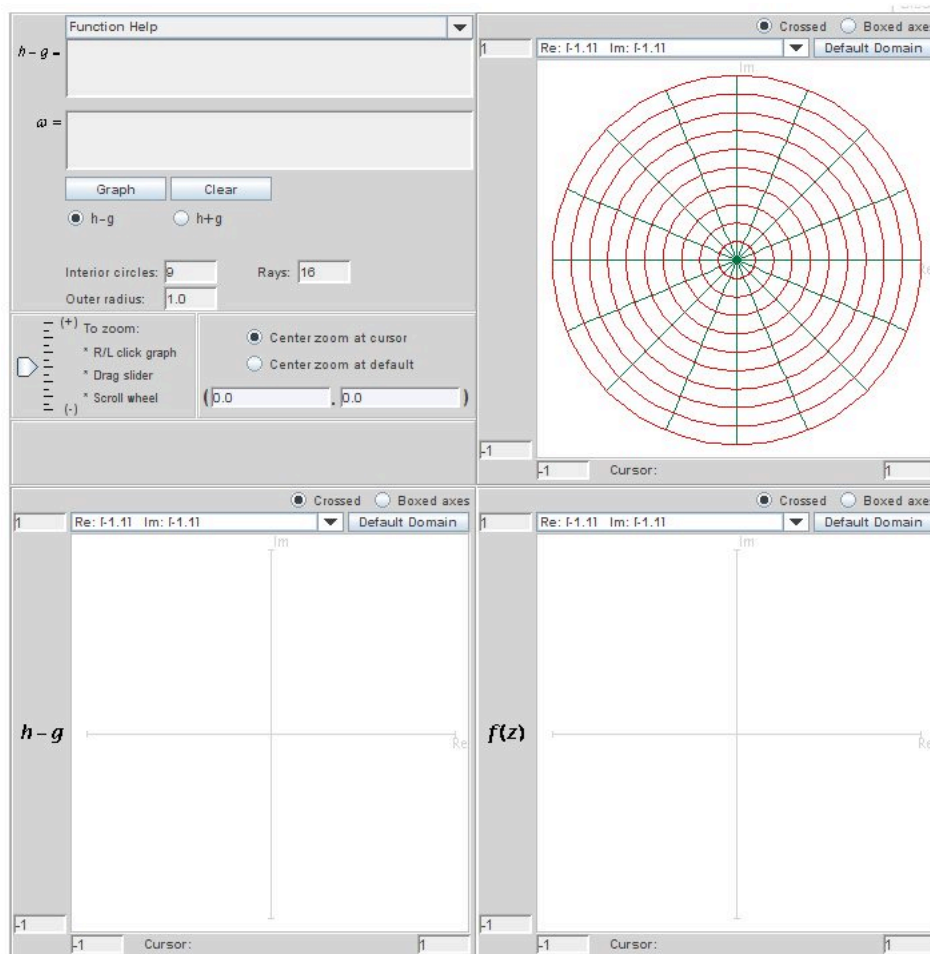 Function Help
h – g =
ω =
Graph Clear
h–g h+g
Interior circles: 9 Rays: 16
Outer radius: 1.0
(+) To zoom:
* R/L click graph
* Drag slider
* Scroll wheel
(-)
Center zoom at cursor
Center zoom at default
(0.0 , 0.0)
Crossed Boxed axes
1 Re: [-1,1] Im: [-1,1] Default Domain
Im
Re
-1
-1 Cursor: 1
Crossed Boxed axes
1 Re: [-1,1] Im: [-1,1] Default Domain
Im
h – g
Re
-1
-1 Cursor: 1
Crossed Boxed axes
1 Re: [-1,1] Im: [-1,1] Default Domain
Im
f(z)
Re
-1
-1 Cursor: 1